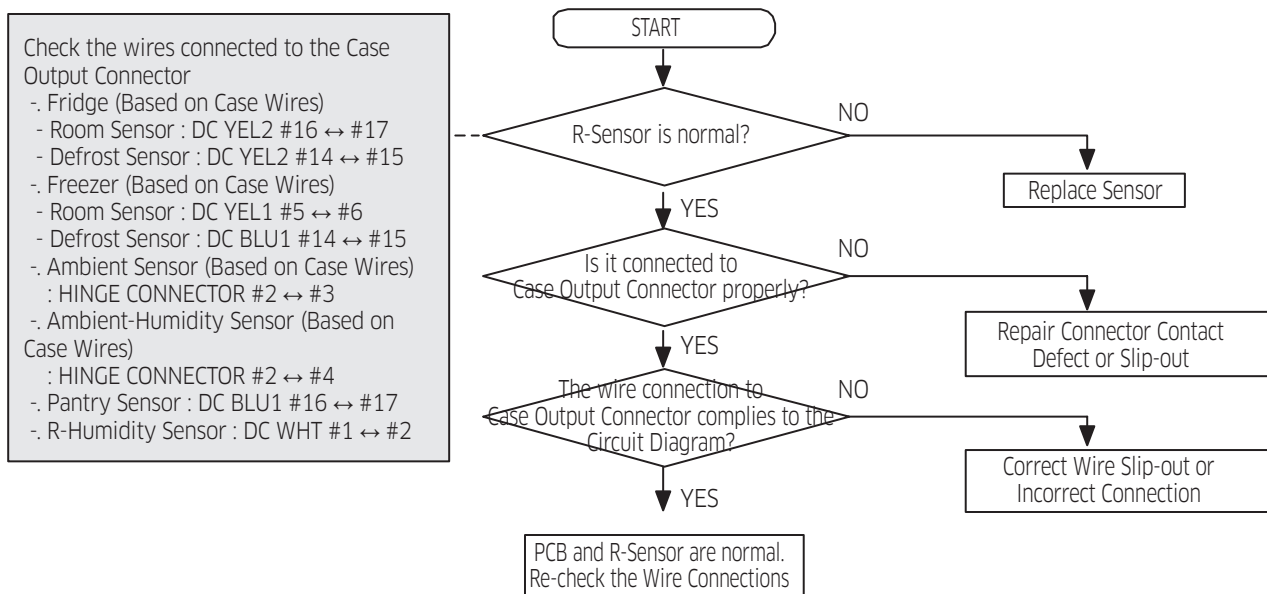 Check the wires connected to the Case
Output Connector
-. Fridge (Based on Case Wires)
- Room Sensor : DC YEL2 #16 ↔ #17
- Defrost Sensor : DC YEL2 #14 ↔ #15
-. Freezer (Based on Case Wires)
- Room Sensor : DC YEL1 #5 ↔ #6
- Defrost Sensor : DC BLU1 #14 ↔ #15
-. Ambient Sensor (Based on Case Wires)
: HINGE CONNECTOR #2 ↔ #3
-. Ambient-Humidity Sensor (Based on
Case Wires)
: HINGE CONNECTOR #2 ↔ #4
-. Pantry Sensor : DC BLU1 #16 ↔ #17
-. R-Humidity Sensor : DC WHT #1 ↔ #2
START
R-Sensor is normal?
NO
Replace Sensor
YES
Is it connected to
Case Output Connector properly?
NO
Repair Connector Contact
Defect or Slip-out
YES
The wire connection to
Case Output Connector complies to the
Circuit Diagram?
NO
Correct Wire Slip-out or
Incorrect Connection
YES
PCB and R-Sensor are normal.
Re-check the Wire Connections